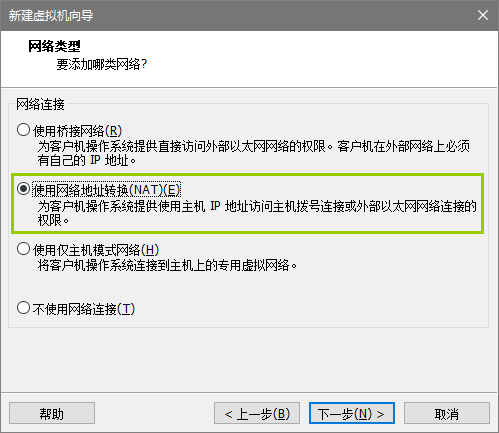 新建虚拟机向导
网络类型
要添加哪类网络?
网络连接
使用桥接网络(R)
为客户机操作系统提供直接访问外部以太网网络的权限。客户机在外部网络上必须
有自己的 IP 地址。
使用网络地址转换(NAT)(E)
为客户机操作系统提供使用主机 IP 地址访问主机拨号连接或外部以太网网络连接的
权限。
使用仅主机模式网络(H)
将客户机操作系统连接到主机上的专用虚拟网络。
不使用网络连接(T)
帮助
< 上一步(B)
下一步(N) >
取消